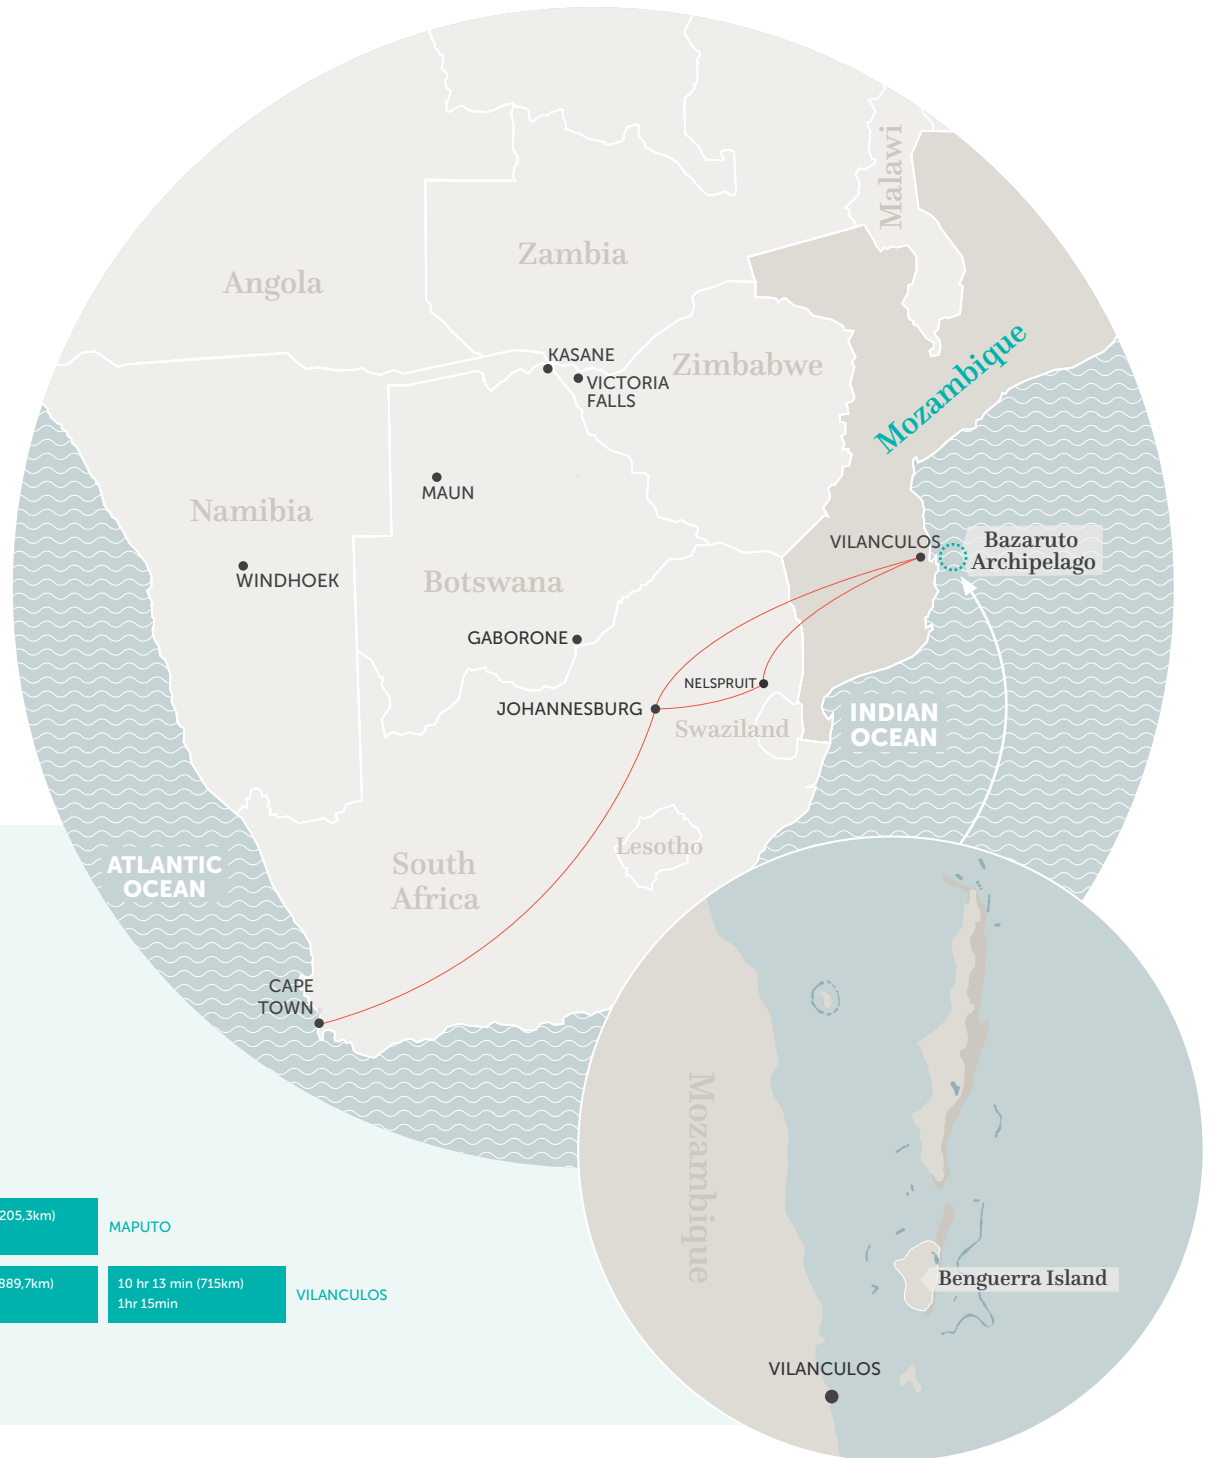 Malawi
Zambia
Angola
Mozambique
KASANE
Zimbabwe
VICTORIA
FALLS
MAUN
Namibia
VILANCULOS
Bazaruto
Archipelago
WINDHOEK
Botswana
GABORONE
NELSPRUIT
JOHANNESBURG
Swaziland
INDIAN
OCEAN
Lesotho
South
Africa
ATLANTIC
OCEAN
CAPE
TOWN
Mozambique
Benguerra Island
VILANCULOS
205,3km)
MAPUTO
889,7km)
10 hr 13 min (715km)
1hr 15min
VILANCULOS